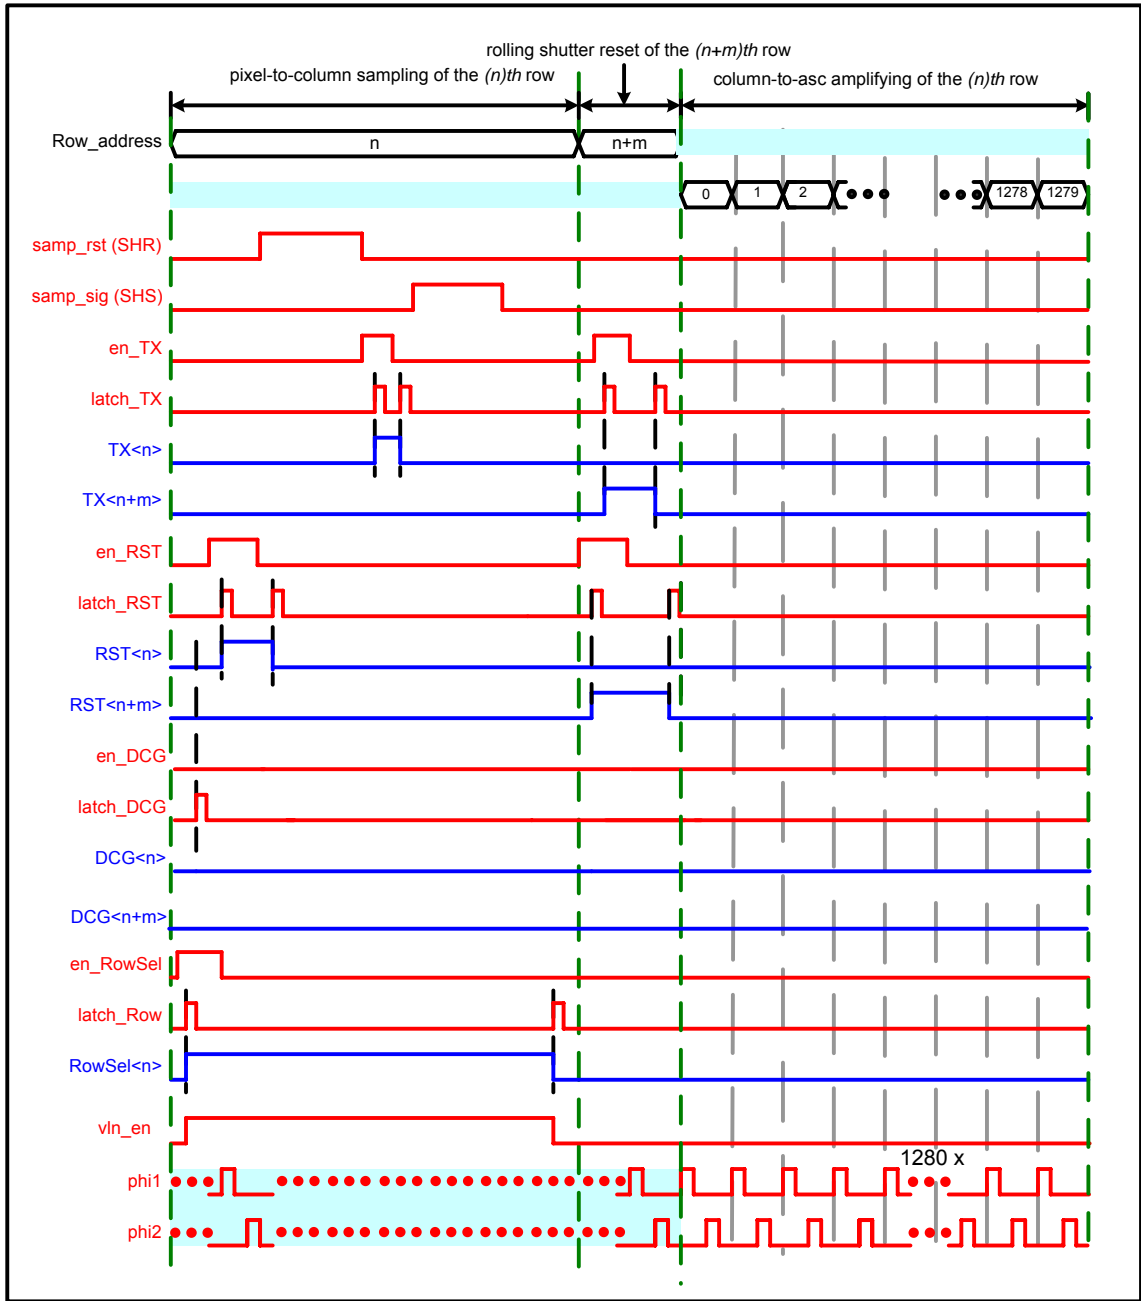 rolling shutter reset of the (n+m)th row
pixel-to-column sampling of the (n)th row
column-to-asc amplifying of the (n)th row
Row_address
n
n+m
0
1
2
1278
1279
samp_rst (SHR)
samp_sig (SHS)
en_TX
latch_TX
TX<n>
TX<n+m>
en_RST
latch_RST
RST<n>
RST<n+m>
en_DCG
latch_DCG
DCG<n>
DCG<n+m>
en_RowSel
latch_Row
RowSel<n>
vln_en
1280 x
phi1
phi2